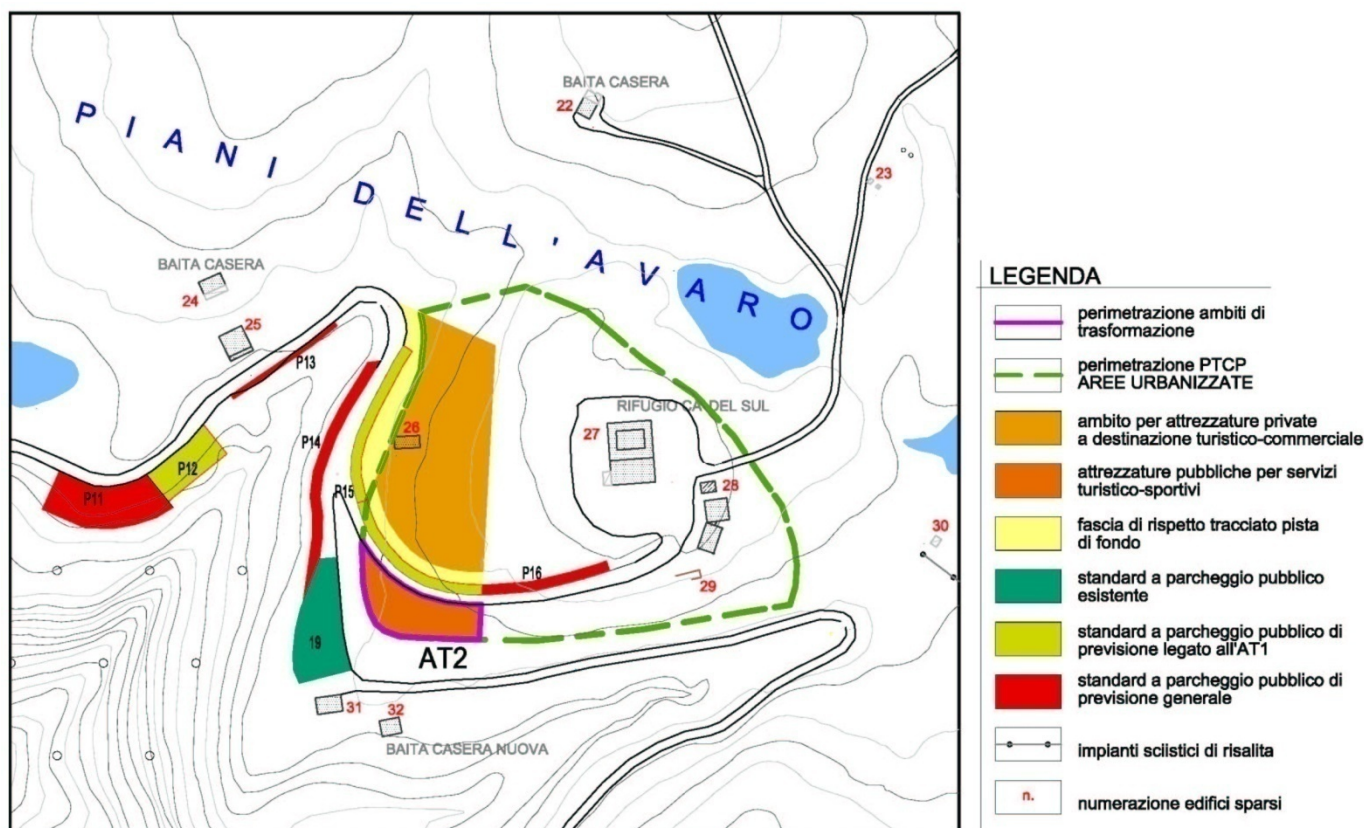 BAITA CASERA
22
PIANI DELL'AVARO
23
BAITA CASERA
24
25
P13
P14
P12
P11
26
RIFUGIO CA' DEL SUL
27
28
P15
P16
29
30
19
AT2
31
32
BAITA CASERA NUOVA
LEGENDA
perimetrazione ambiti di
trasformazione
perimetrazione PTCP
AREE URBANIZZATE
ambito per attrezzature private
a destinazione turistico-commerciale
attrezzature pubbliche per servizi
turistico-sportivi
fascia di rispetto tracciato pista
di fondo
standard a parcheggio pubblico
esistente
standard a parcheggio pubblico di
previsione legato all'AT1
standard a parcheggio pubblico di
previsione generale
impianti sciistici di risalita
n.
numerazione edifici sparsi